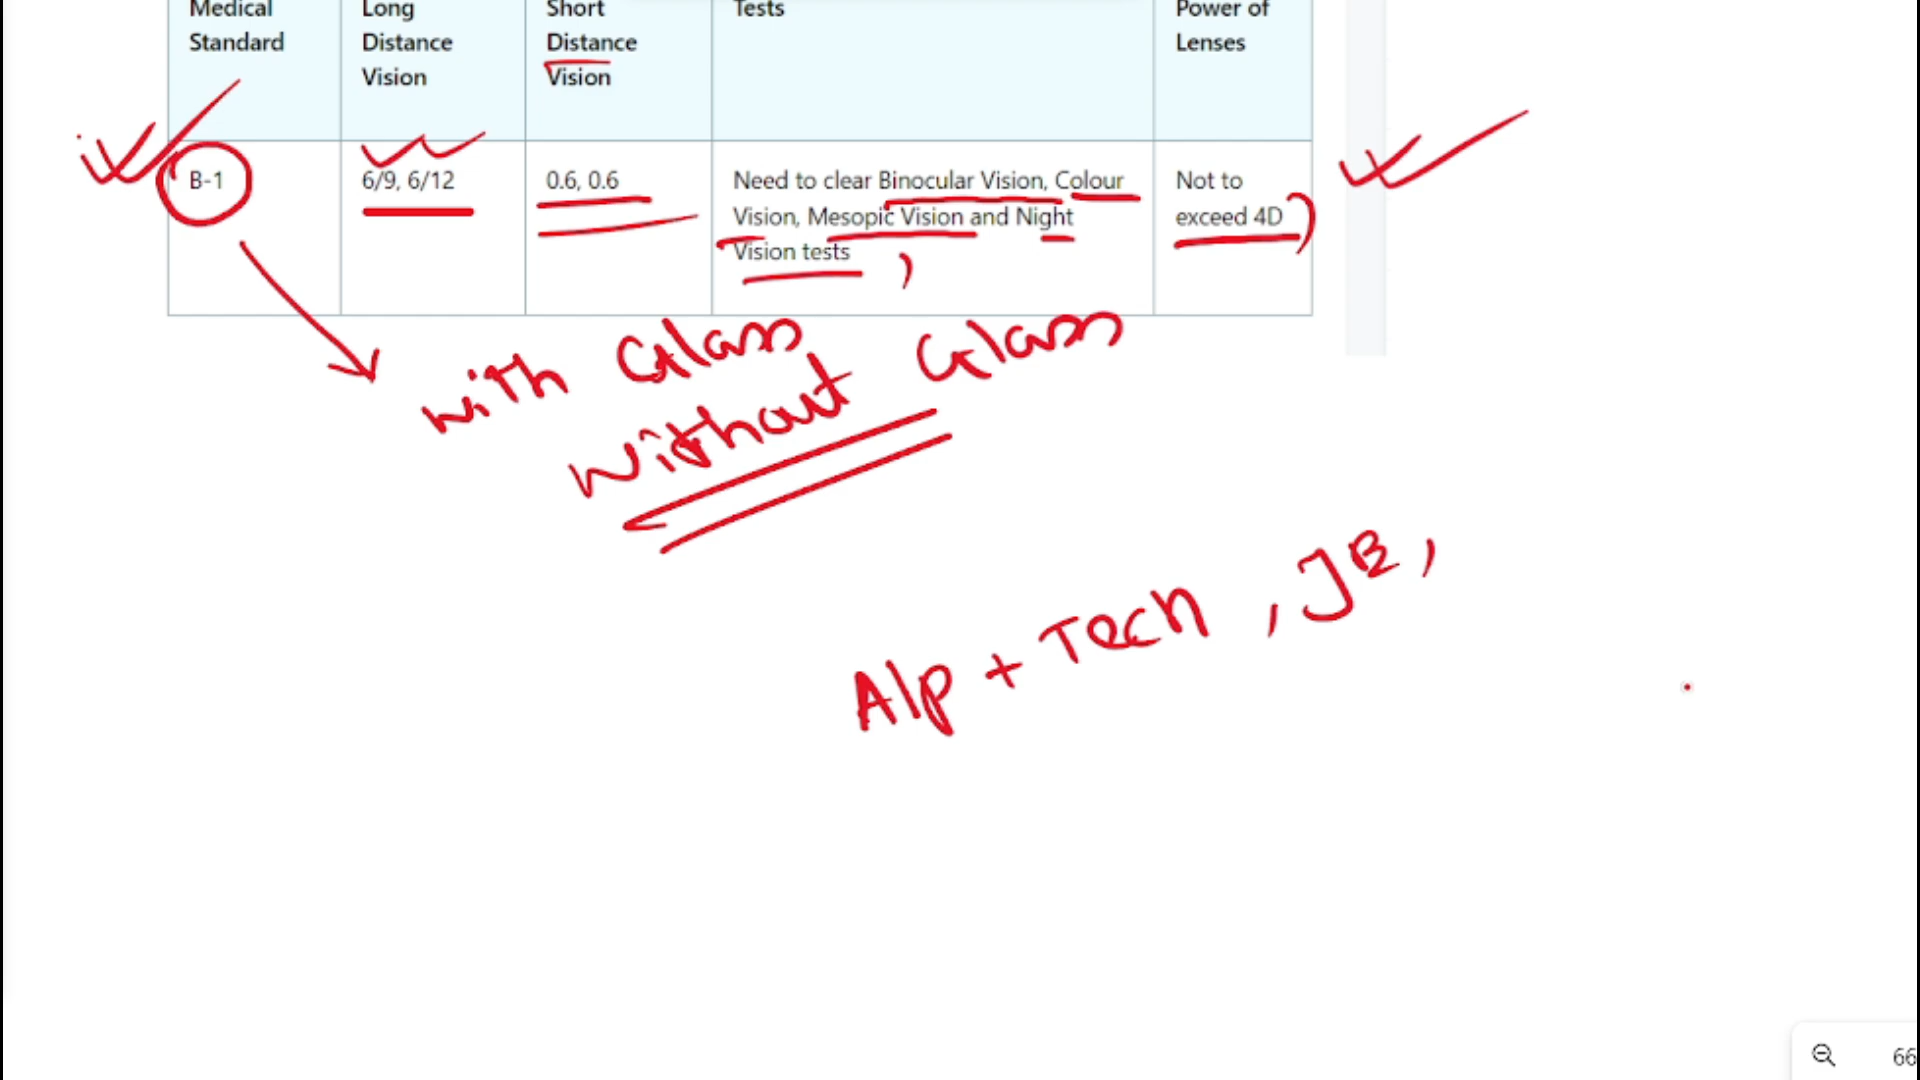 Medical Standard
Long Distance Vision
Short Distance Vision
Tests
Power of Lenses
B-1
6/9, 6/12
0.6, 0.6
Need to clear Binocular Vision, Colour
Vision, Mesopic Vision and Night
Vision tests
Not to
exceed 4D
with Glass
without Glass
Alp + Tech , JE,
66